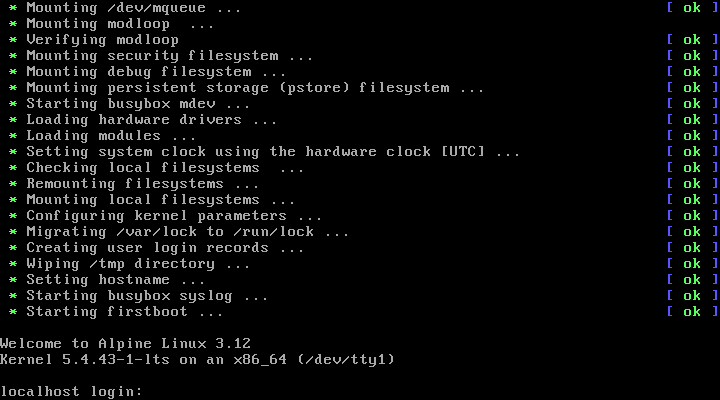 * Mounting /dev/mqueue ... [ ok ]
* Mounting modloop  ...
* Verifying modloop [ ok ]
* Mounting security filesystem ... [ ok ]
* Mounting debug filesystem ... [ ok ]
* Mounting persistent storage (pstore) filesystem ... [ ok ]
* Starting busybox mdev ... [ ok ]
* Loading hardware drivers ... [ ok ]
* Loading modules ... [ ok ]
* Setting system clock using the hardware clock [UTC] ... [ ok ]
* Checking local filesystems  ... [ ok ]
* Remounting filesystems ... [ ok ]
* Mounting local filesystems ... [ ok ]
* Configuring kernel parameters ... [ ok ]
* Migrating /var/lock to /run/lock ... [ ok ]
* Creating user login records ... [ ok ]
* Wiping /tmp directory ... [ ok ]
* Setting hostname ... [ ok ]
* Starting busybox syslog ... [ ok ]
* Starting firstboot ... [ ok ]
Welcome to Alpine Linux 3.12
Kernel 5.4.43-1-lts on an x86_64 (/dev/tty1)
localhost login: